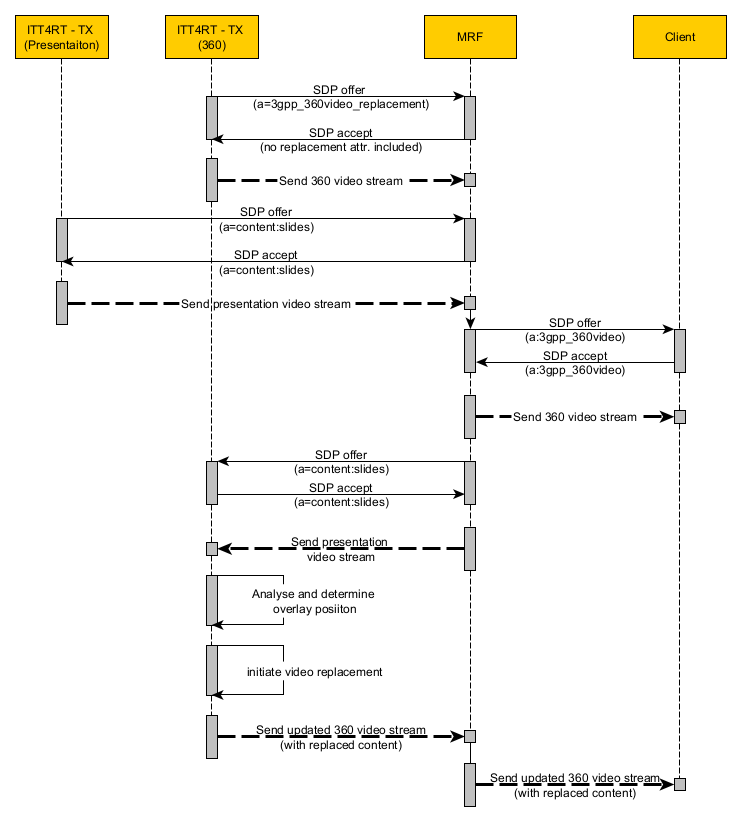 ITT4RT - TX
(Presentaiton)
ITT4RT - TX
(360)
MRF
Client
SDP offer
(a=3gpp_360video_replacement)
SDP accept
(no replacement attr. included)
Send 360 video stream
SDP offer
(a=content:slides)
SDP accept
(a=content:slides)
Send presentation video stream
SDP offer
(a:3gpp_360video)
SDP accept
(a:3gpp_360video)
Send 360 video stream
SDP offer
(a=content:slides)
SDP accept
(a=content:slides)
Send presentation
video stream
Analyse and determine
overlay posiiton
initiate video replacement
Send updated 360 video stream
(with replaced content)
Send updated 360 video stream
(with replaced content)